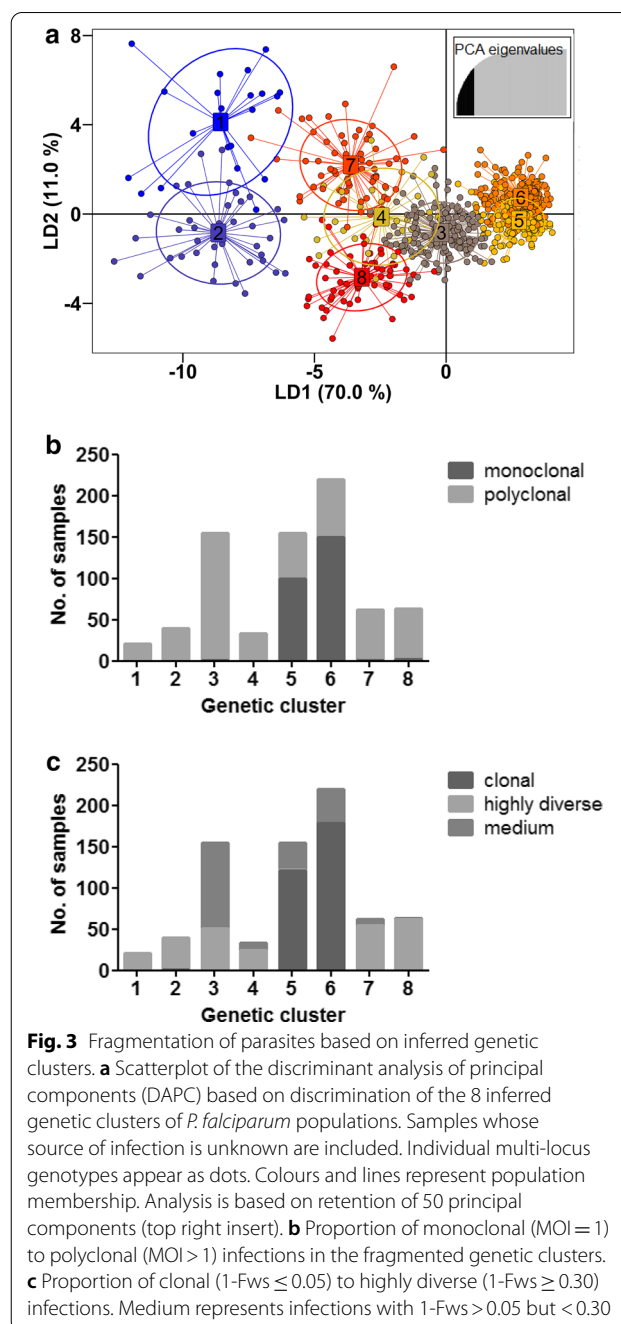 a
8
4
0
-4
LD2 (11.0 %)
PCA eigenvalues
1
2
7
4
3
8
6
5
-10
-5
0
LD1 (70.0 %)
b
250
200
150
100
50
0
No. of samples
monoclonal
polyclonal
1 2 3 4 5 6 7 8
Genetic cluster
c
250
200
150
100
50
0
No. of samples
clonal
highly diverse
medium
1 2 3 4 5 6 7 8
Genetic cluster
Fig. 3 Fragmentation of parasites based on inferred genetic
clusters. a Scatterplot of the discriminant analysis of principal
components (DAPC) based on discrimination of the 8 inferred
genetic clusters of P. falciparum populations. Samples whose
source of infection is unknown are included. Individual multi-locus
genotypes appear as dots. Colours and lines represent population
membership. Analysis is based on retention of 50 principal
components (top right insert). b Proportion of monoclonal (MOI = 1)
to polyclonal (MOI > 1) infections in the fragmented genetic clusters.
c Proportion of clonal (1-Fws ≤ 0.05) to highly diverse (1-Fws ≥ 0.30)
infections. Medium represents infections with 1-Fws > 0.05 but < 0.30